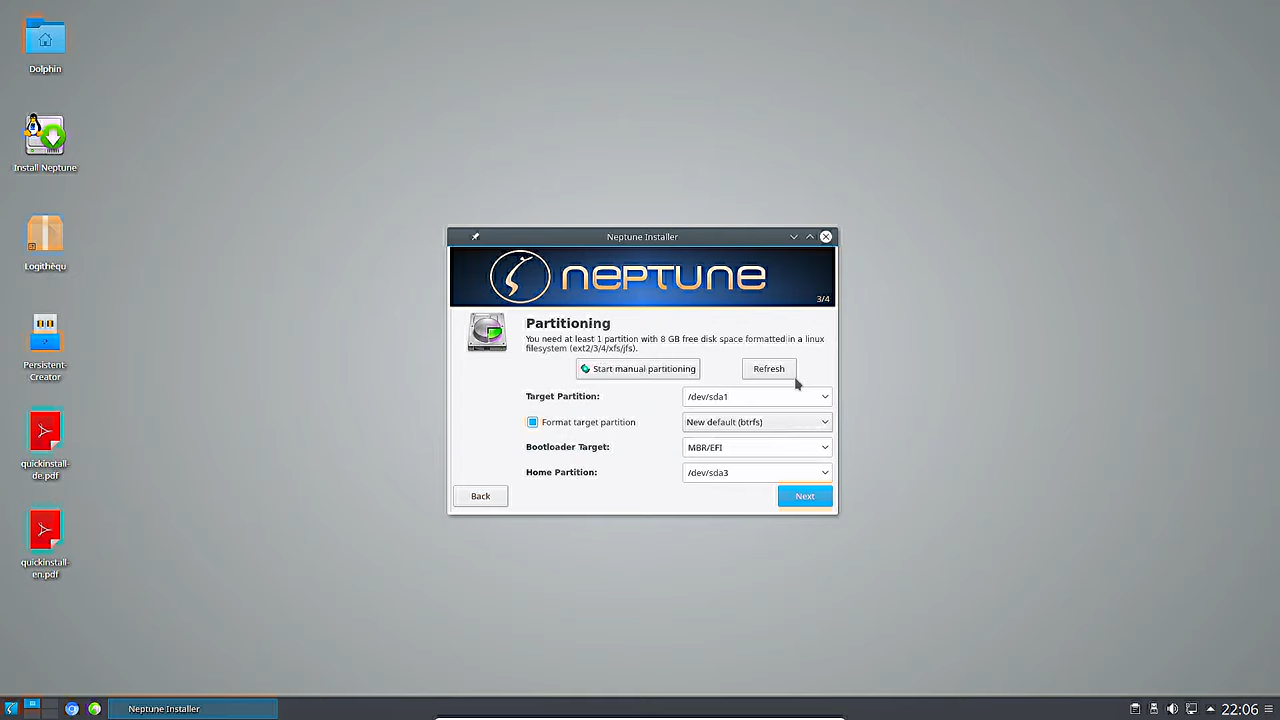 Dolphin
Install Neptune
Logithèqu
Persistent-
Creator
quickinstall-
de.pdf
quickinstall-
en.pdf
Neptune Installer
NEPTUNE
3/4
Partitioning
You need at least 1 partition with 8 GB free disk space formatted in a linux
filesystem (ext2/3/4/xfs/jfs).
Start manual partitioning
Refresh
Target Partition:
/dev/sda1
Format target partition
New default (btrfs)
Bootloader Target:
MBR/EFI
Home Partition:
/dev/sda3
Back
Next
Neptune Installer
22:06